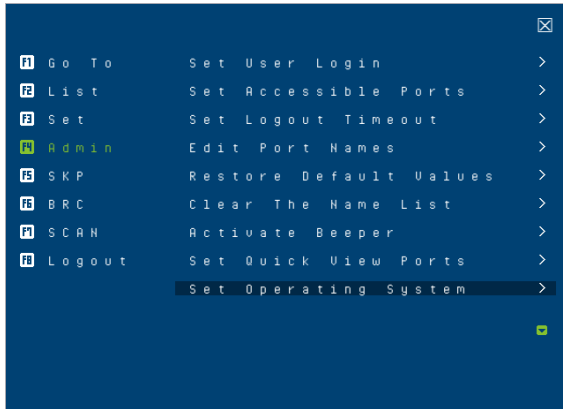 F1 Go To Set User Login >
F2 List Set Accessible Ports >
F3 Set Set Logout Timeout >
F4 Admin Edit Port Names >
F5 SKP Restore Default Values >
F6 BRC Clear The Name List >
F7 SCAN Activate Beeper >
F8 Logout Set Quick View Ports >
Set Operating System >